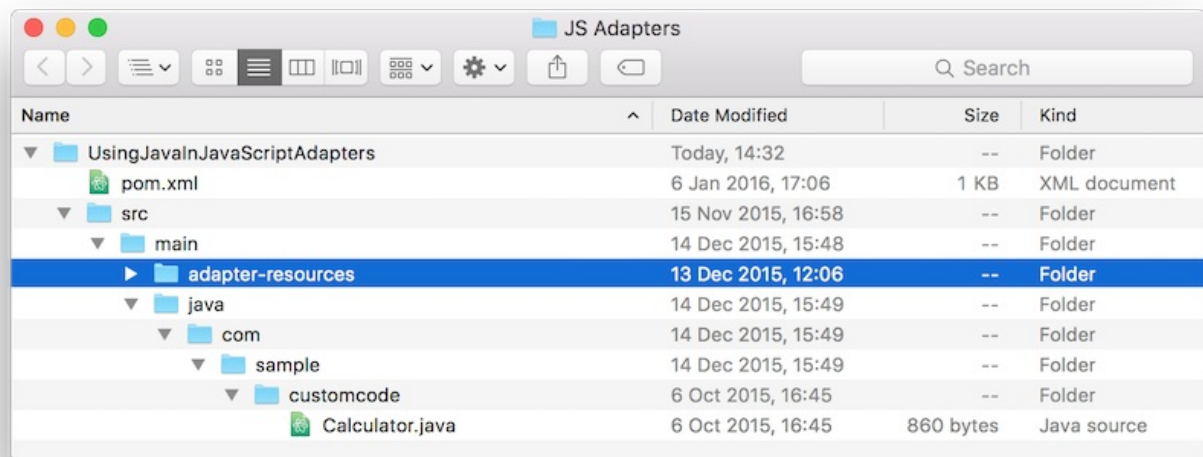 JS Adapters
Search
Name Date Modified Size Kind
UsingJavaInJavaScriptAdapters Today, 14:32 -- Folder
pom.xml 6 Jan 2016, 17:06 1 KB XML document
src 15 Nov 2015, 16:58 -- Folder
main 14 Dec 2015, 15:48 -- Folder
adapter-resources 13 Dec 2015, 12:06 -- Folder
java 14 Dec 2015, 15:49 -- Folder
com 14 Dec 2015, 15:49 -- Folder
sample 14 Dec 2015, 15:49 -- Folder
customcode 6 Oct 2015, 16:45 -- Folder
Calculator.java 6 Oct 2015, 16:45 860 bytes Java source